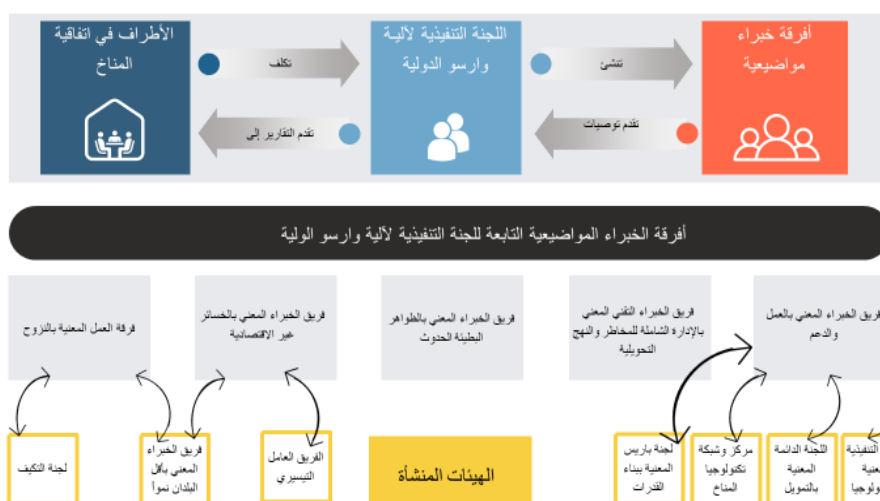 أفرقة خبراء
مواضيعية
اللجنة التنفيذية لآلية
وارسو الدولية
الأطراف في اتفاقية
المناخ
تنشئ
تكلف
تقدم توصيات
تقدم التقارير إلى
أفرقة الخبراء المواضيعية التابعة للجنة التنفيذية لآلية وارسو الولية
فريق الخبراء المعني بالعمل
والدعم
فريق الخبراء التقني المعني
بالإدارة الشاملة للمخاطر والنهج
التحويلية
فريق الخبراء المعني بالظواهر
البطيئة الحدوث
فريق الخبراء المعني بالخسائر
غير الاقتصادية
فرقة العمل المعنية بالنزوح
التنفيذية
اللجنة الدائمة
المعنية
بالتمويل
مركز وشبكة
تكنولوجيا
المناخ
لجنة باريس
المعنية ببناء
القدرات
الهيئات المنشأة
الفريق العامل
التيسيري
فريق الخبراء
المعني بأقل
البلدان نمواً
لجنة التكيف